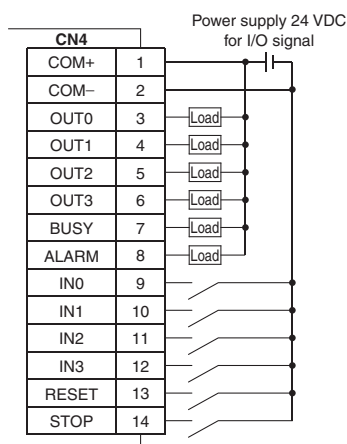 Power supply 24 VDC
for I/O signal
CN4
COM+ 1
COM− 2
OUT0 3 Load
OUT1 4 Load
OUT2 5 Load
OUT3 6 Load
BUSY 7 Load
ALARM 8 Load
IN0 9
IN1 10
IN2 11
IN3 12
RESET 13
STOP 14